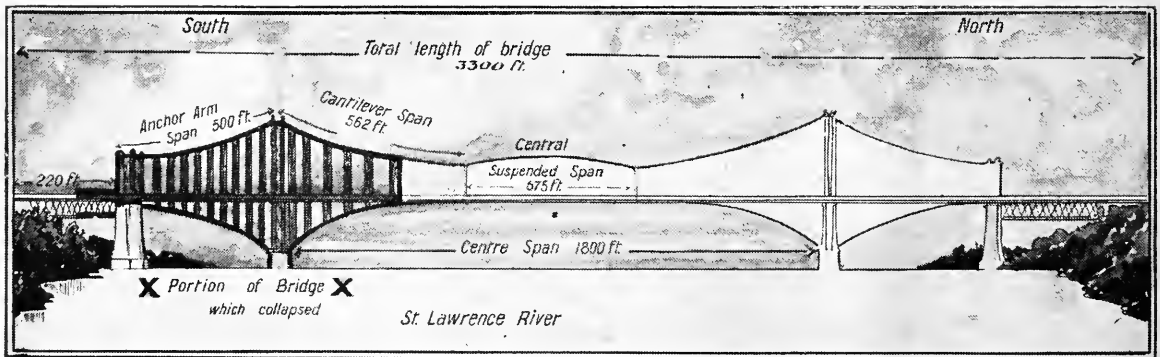 South
North
Total length of bridge
3300 ft.
Anchor Arm
Span 500 ft.
Cantilever Span
562 ft.
Central
Suspended Span
675 ft.
220 ft.
Centre Span 1800 ft.
X Portion of Bridge X
which collapsed
St. Lawrence River